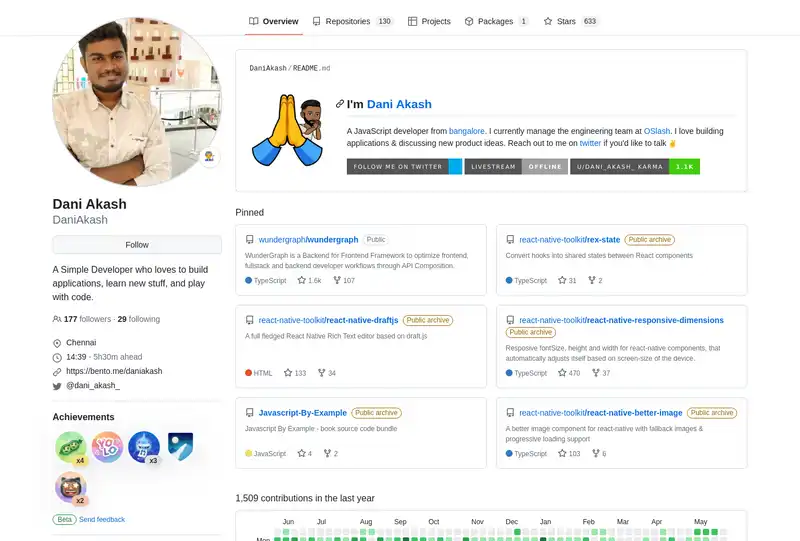 Overview
Repositories 130
Projects
Packages 1
Stars 633
DaniAkash / README.md
I'm Dani Akash
A JavaScript developer from bangalore. I currently manage the engineering team at OSlash. I love building
applications & discussing new product ideas. Reach out to me on twitter if you'd like to talk ✌
FOLLOW ME ON TWITTER
LIVESTREAM OFFLINE
U/DANI_AKASH_ KARMA 1.1K
Dani Akash
DaniAkash
Follow
A Simple Developer who loves to build
applications, learn new stuff, and play
with code.
177 followers · 29 following
Chennai
14:39 - 5h30m ahead
https://bento.me/daniakash
@dani_akash_
Achievements
x4
YOLO
x3
x2
Beta Send feedback
Pinned
wundergraph/wundergraph Public
WunderGraph is a Backend for Frontend Framework to optimize frontend,
fullstack and backend developer workflows through API Composition.
TypeScript 1.6k 107
react-native-toolkit/rex-state Public archive
Convert hooks into shared states between React components
TypeScript 31 2
react-native-toolkit/react-native-draftjs Public archive
A full fledged React Native Rich Text editor based on draft.js
HTML 133 34
react-native-toolkit/react-native-responsive-dimensions
Public archive
Resposive fontSize, height and width for react-native components, that
automatically adjusts itself based on screen-size of the device.
TypeScript 470 37
Javascript-By-Example Public archive
Javascript By Example - book source code bundle
JavaScript 4 2
react-native-toolkit/react-native-better-image Public archive
A better image component for react-native with fallback images &
progressive loading support
TypeScript 103 6
1,509 contributions in the last year
Jun Jul Aug Sep Oct Nov Dec Jan Feb Mar Apr May
Mon